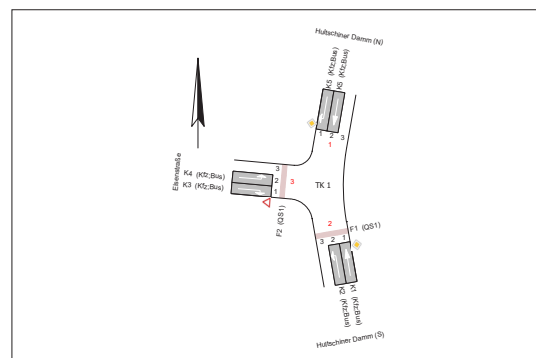 Hultschiner Damm (N)
K5 (Kfz;Bus)
K5 (Kfz;Bus)
1 2 3
1
Elsenstraße
K4 (Kfz;Bus)
K3 (Kfz;Bus)
3
2
1
3
TK 1
F2 (QS1)
2
F1 (QS1)
3 2 1
K2 (Kfz;Bus)
K1 (Kfz;Bus)
Hultschiner Damm (S)